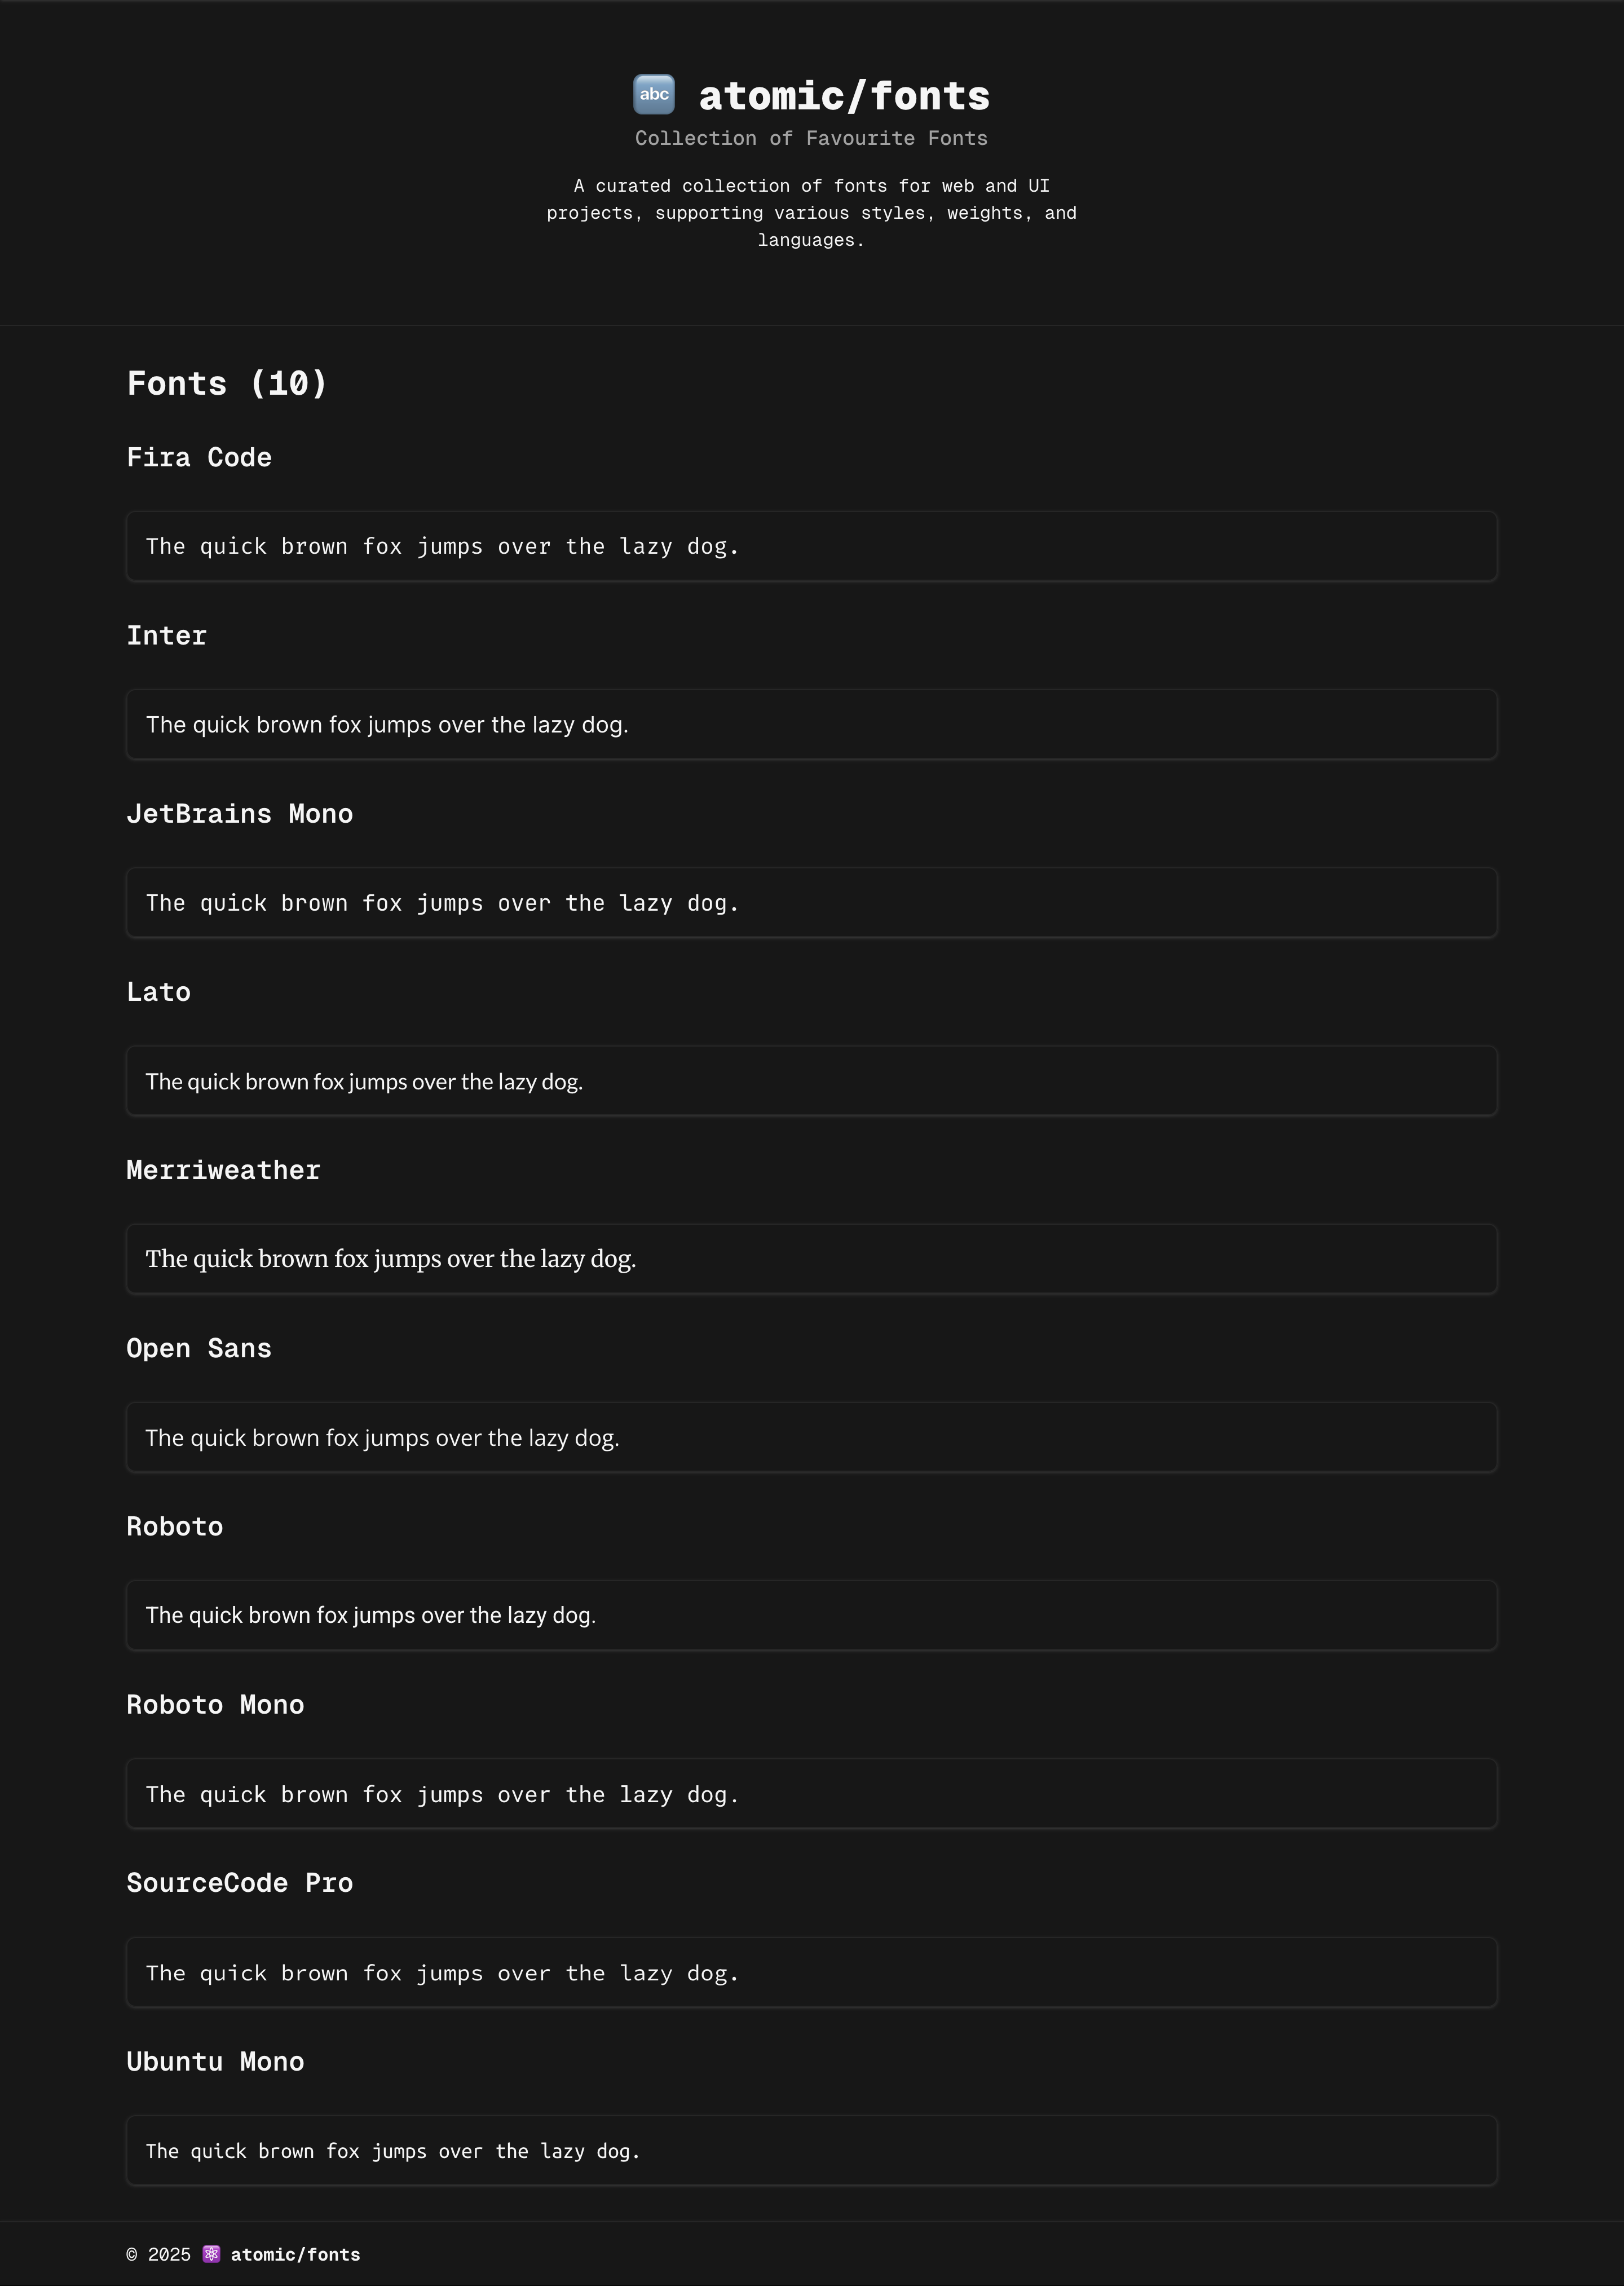 🔤 atomic/fonts
Collection of Favourite Fonts
A curated collection of fonts for web and UI
projects, supporting various styles, weights, and
languages.
Fonts (10)
Fira Code
The quick brown fox jumps over the lazy dog.
Inter
The quick brown fox jumps over the lazy dog.
JetBrains Mono
The quick brown fox jumps over the lazy dog.
Lato
The quick brown fox jumps over the lazy dog.
Merriweather
The quick brown fox jumps over the lazy dog.
Open Sans
The quick brown fox jumps over the lazy dog.
Roboto
The quick brown fox jumps over the lazy dog.
Roboto Mono
The quick brown fox jumps over the lazy dog.
SourceCode Pro
The quick brown fox jumps over the lazy dog.
Ubuntu Mono
The quick brown fox jumps over the lazy dog.
© 2025 ⚛️ atomic/fonts